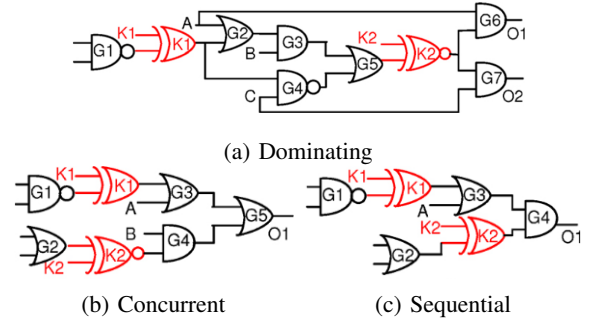 A G6
K1 O1
G1 K1 G2 G3 K2
B K2
G5
G7
C G4 O2
(a) Dominating
K1 K1
G1 K1 G3 G1 K1 G3
A A G4
G5 K2
B O1 K2 O1
G2 K2 G4 G2
K2
(b) Concurrent (c) Sequential